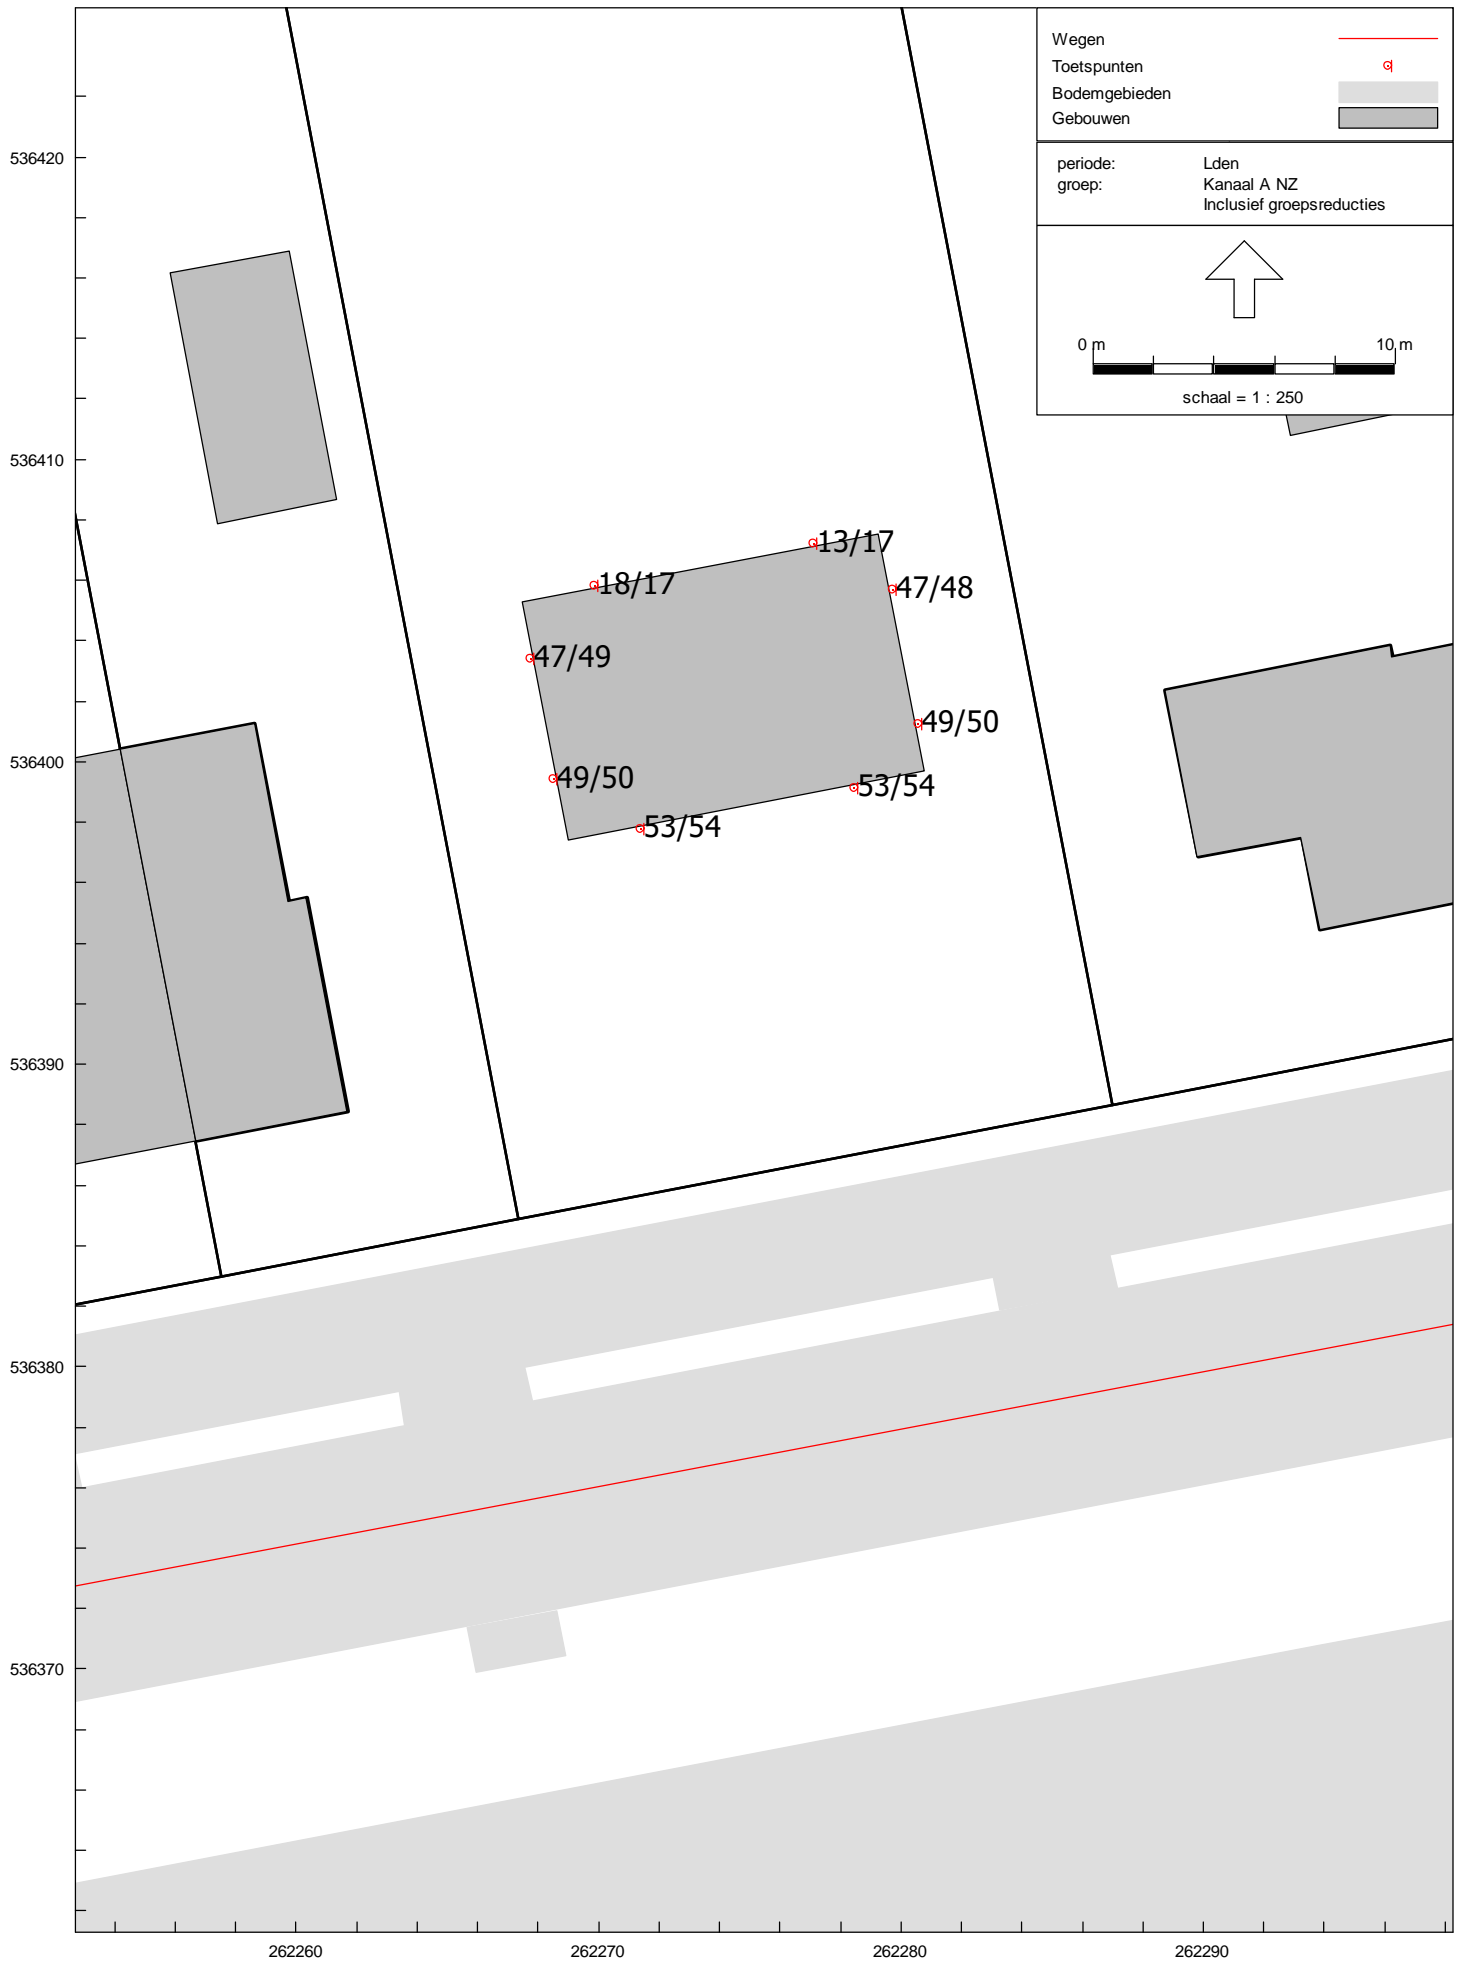 Wegen
Toetspunten
Bodemgebieden
Gebouwen
periode: Lden
groep: Kanaal A NZ
Inclusief groepsreducties
0 m 10 m
schaal = 1 : 250
536420
536410
536400
536390
536380
536370
13/17
18/17
47/48
47/49
49/50
49/50
53/54
53/54
262260 262270 262280 262290